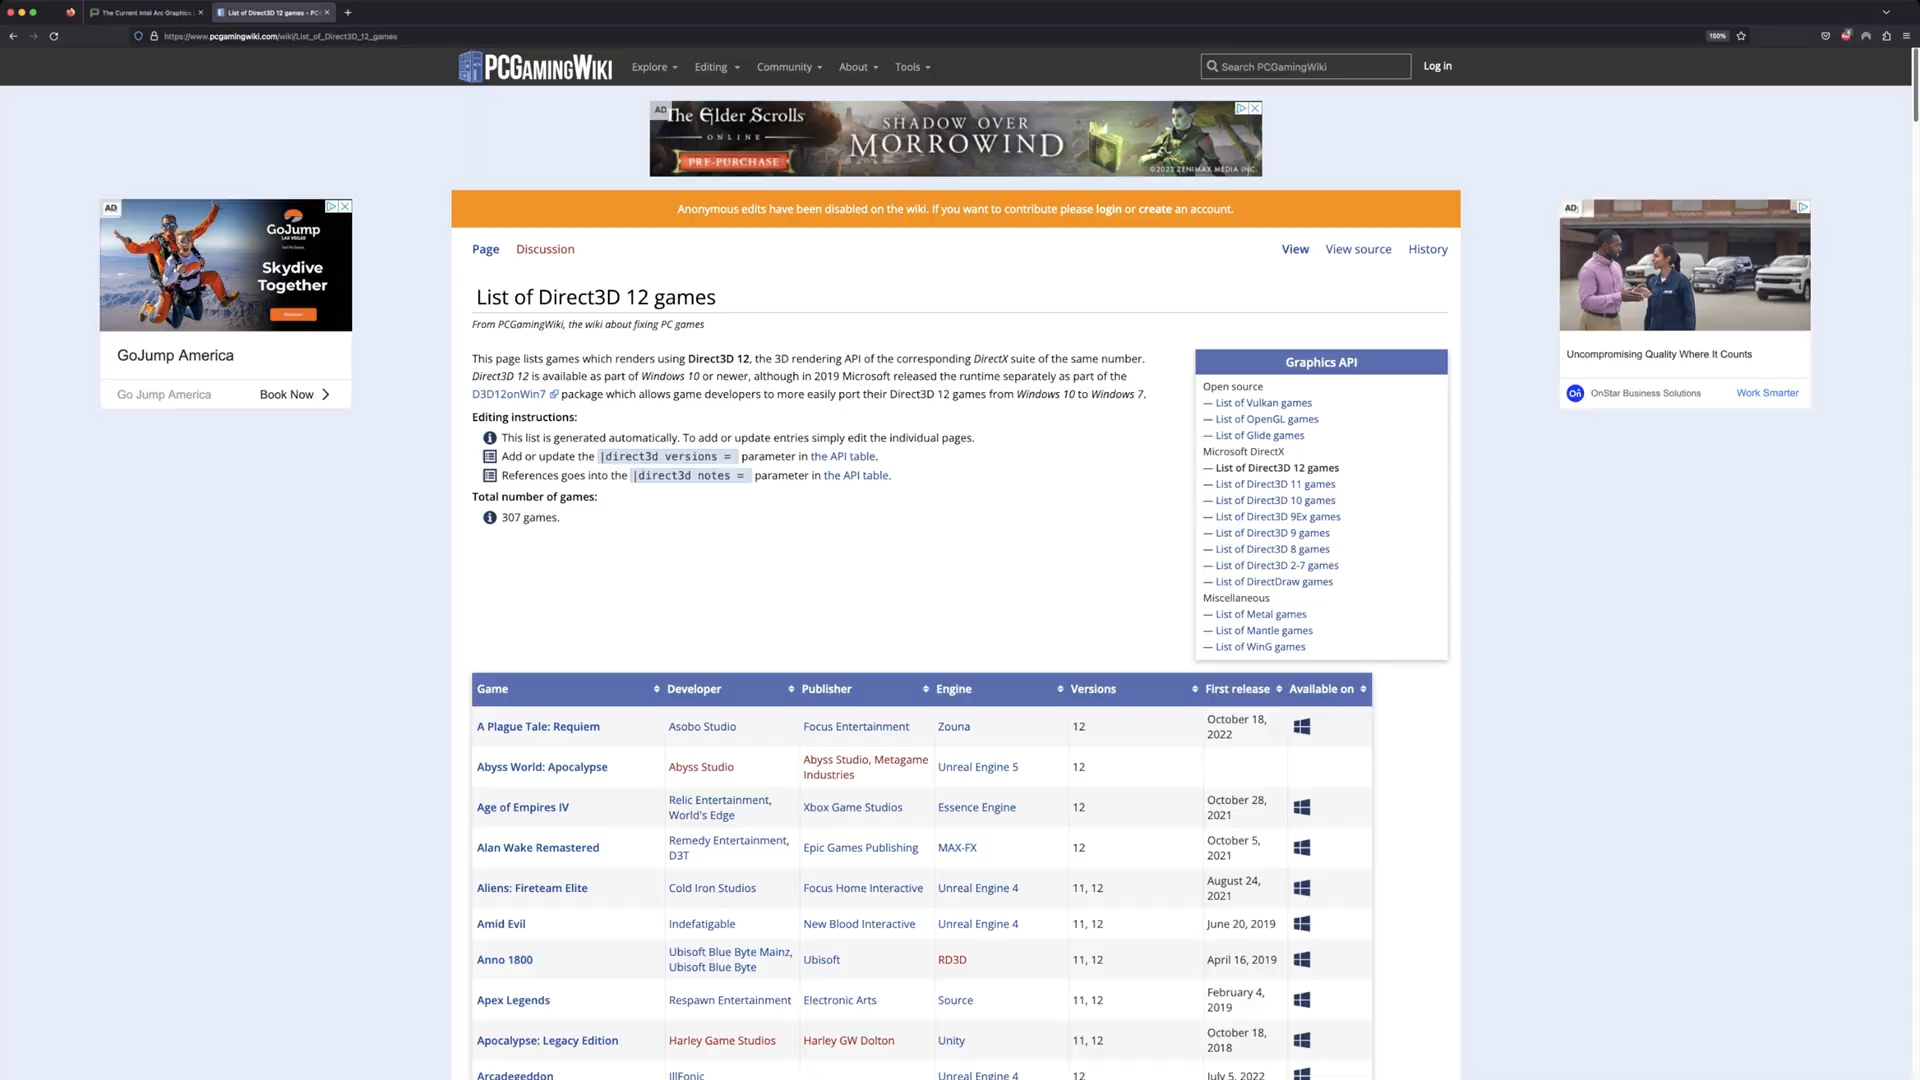 The Current Intel Arc Graphics
List of Direct3D 12 games - PC
https://www.pcgamingwiki.com/wiki/List_of_Direct3D_12_games
150%
PCGamingWiki
Explore
Editing
Community
About
Tools
Search PCGamingWiki
Log in
AD
The Elder Scrolls
ONLINE
PRE-PURCHASE
SHADOW OVER
MORROWIND
©2023 ZENIMAX MEDIA INC.
AD
GoJump
LAS VEGAS
Skydive
Together
GoJump America
Go Jump America
Book Now
Anonymous edits have been disabled on the wiki. If you want to contribute please login or create an account.
AD
Uncompromising Quality Where It Counts
On
OnStar Business Solutions
Work Smarter
Page
Discussion
View
View source
History
List of Direct3D 12 games
From PCGamingWiki, the wiki about fixing PC games
This page lists games which renders using Direct3D 12, the 3D rendering API of the corresponding DirectX suite of the same number.
Direct3D 12 is available as part of Windows 10 or newer, although in 2019 Microsoft released the runtime separately as part of the
D3D12onWin7 package which allows game developers to more easily port their Direct3D 12 games from Windows 10 to Windows 7.
Editing instructions:
This list is generated automatically. To add or update entries simply edit the individual pages.
Add or update the |direct3d versions = parameter in the API table.
References goes into the |direct3d notes = parameter in the API table.
Total number of games:
307 games.
Graphics API
Open source
— List of Vulkan games
— List of OpenGL games
— List of Glide games
Microsoft DirectX
— List of Direct3D 12 games
— List of Direct3D 11 games
— List of Direct3D 10 games
— List of Direct3D 9Ex games
— List of Direct3D 9 games
— List of Direct3D 8 games
— List of Direct3D 2-7 games
— List of DirectDraw games
Miscellaneous
— List of Metal games
— List of Mantle games
— List of WinG games
Game Developer Publisher Engine Versions First release Available on
A Plague Tale: Requiem Asobo Studio Focus Entertainment Zouna 12 October 18,
2022
Abyss World: Apocalypse Abyss Studio Abyss Studio, Metagame
Industries Unreal Engine 5 12
Age of Empires IV Relic Entertainment,
World's Edge Xbox Game Studios Essence Engine 12 October 28,
2021
Alan Wake Remastered Remedy Entertainment,
D3T Epic Games Publishing MAX-FX 12 October 5,
2021
Aliens: Fireteam Elite Cold Iron Studios Focus Home Interactive Unreal Engine 4 11, 12 August 24,
2021
Amid Evil Indefatigable New Blood Interactive Unreal Engine 4 11, 12 June 20, 2019
Anno 1800 Ubisoft Blue Byte Mainz,
Ubisoft Blue Byte Ubisoft RD3D 11, 12 April 16, 2019
Apex Legends Respawn Entertainment Electronic Arts Source 11, 12 February 4,
2019
Apocalypse: Legacy Edition Harley Game Studios Harley GW Dolton Unity 11, 12 October 18,
2018
Arcadegeddon IllFonic Unreal Engine 4 12 July 5, 2022